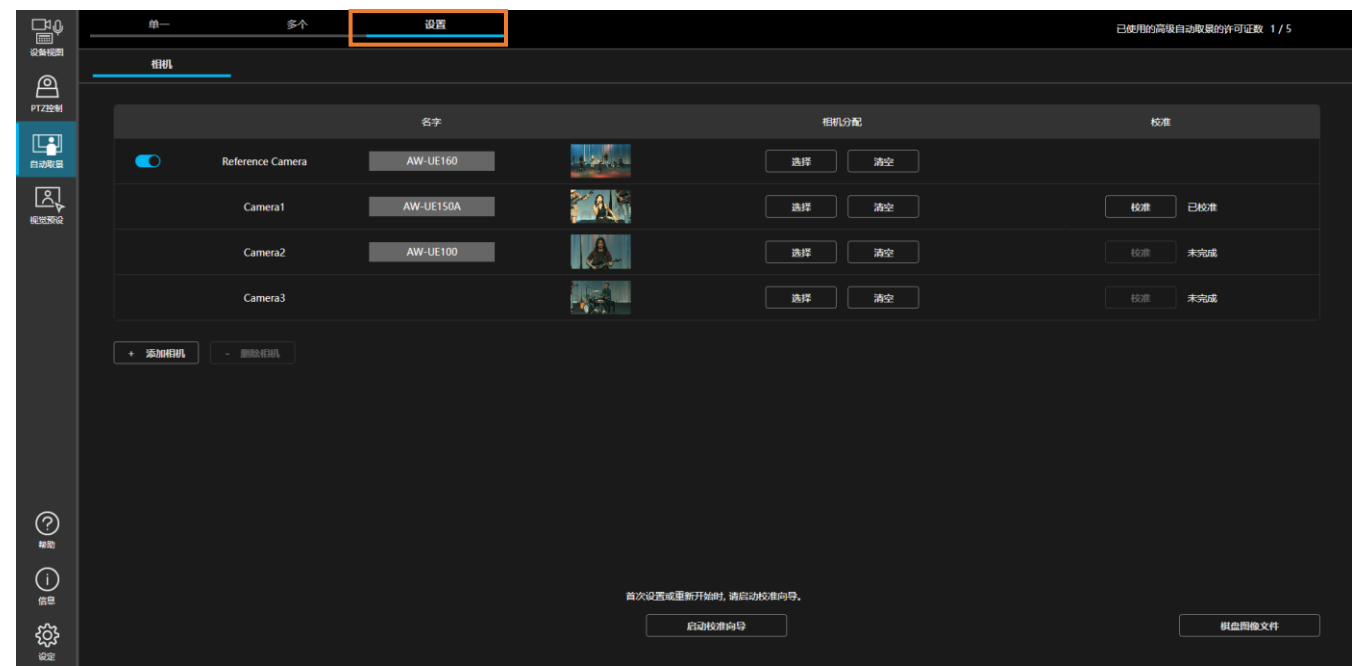 单一 多个 设置 已使用的高级自动取景的许可证数 1 / 5
设备视图
相机
PTZ控制
名字 相机分配 校准
自动取景
Reference Camera AW-UE160 选择 清空
视觉预设
Camera1 AW-UE150A 选择 清空 校准 已校准
Camera2 AW-UE100 选择 清空 校准 未完成
Camera3 选择 清空 校准 未完成
+ 添加相机 - 删除相机
帮助
信息
首次设置或重新开始时, 请启动校准向导。
启动校准向导 棋盘图像文件
设定